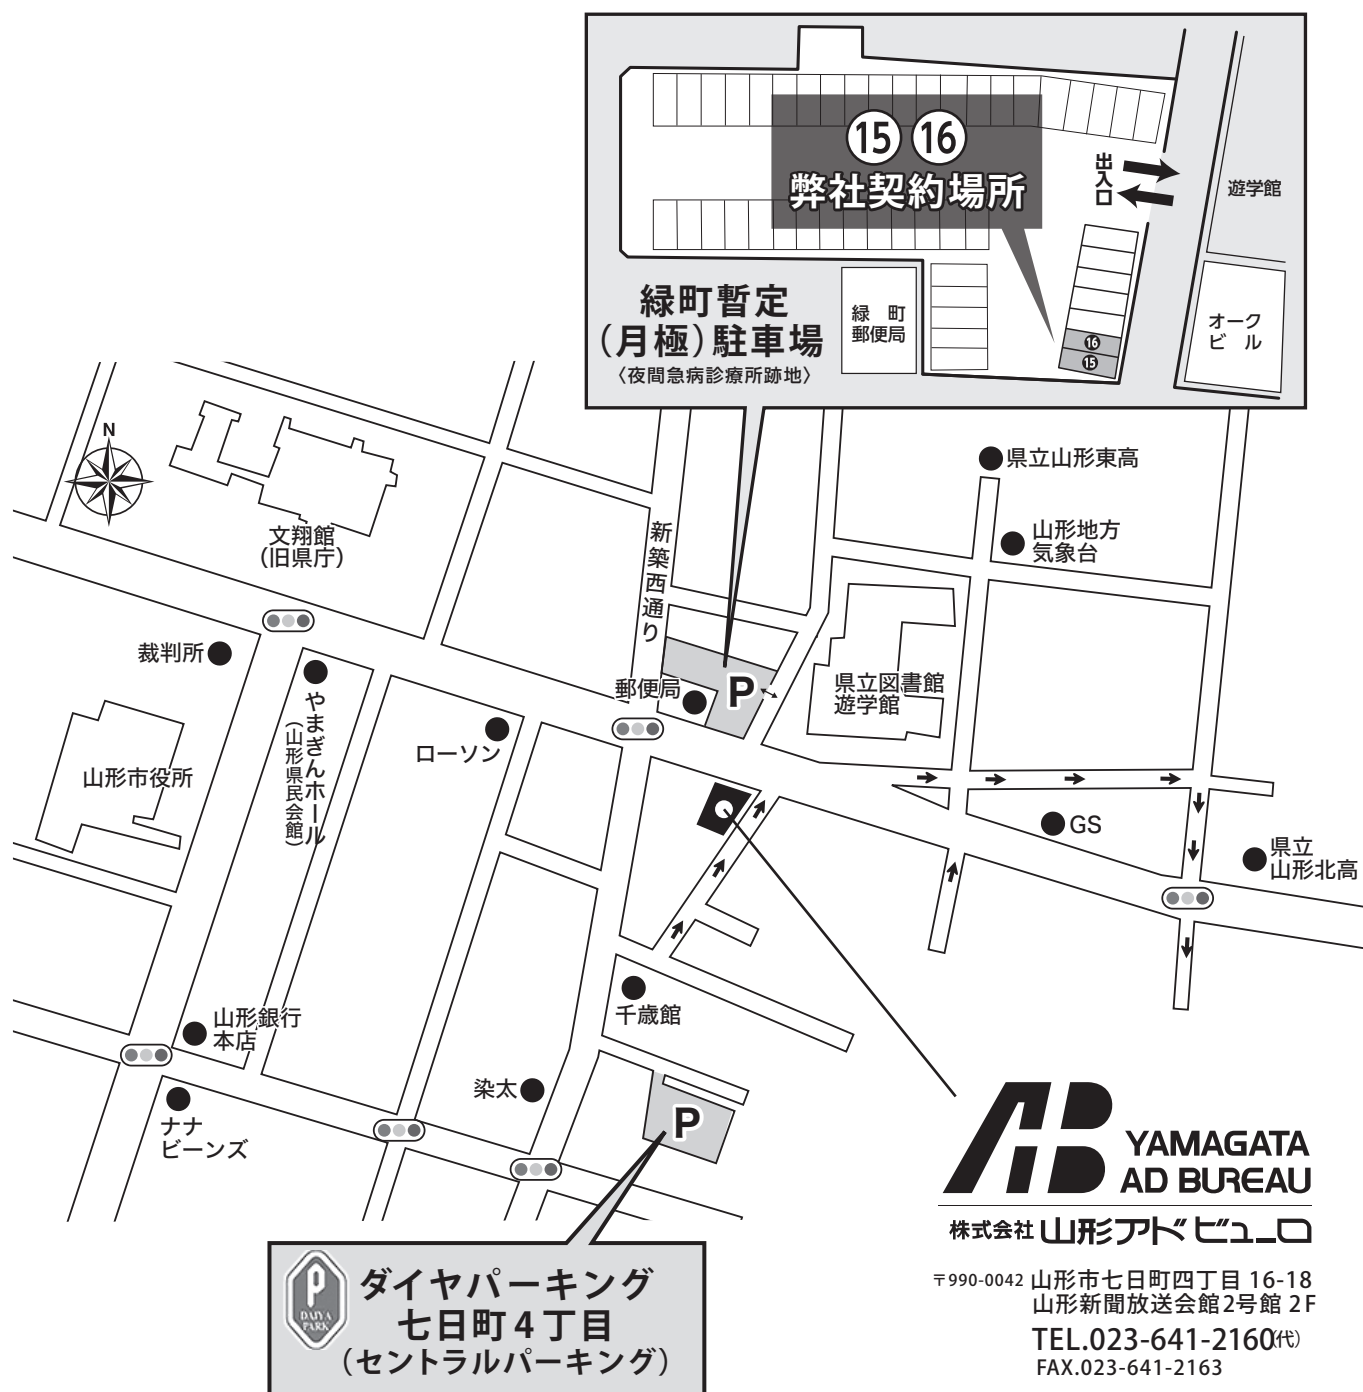 ⑮ ⑯
弊社契約場所
出入口
遊学館
緑町暫定
（月極）駐車場
〈夜間急病診療所跡地〉
緑 町
郵便局
オーク
ビ ル
⓰
⓯
N
文翔館
（旧県庁）
新築西通り
県立山形東高
山形地方
気象台
裁判所
やまぎんホール
（山形県民会館）
郵便局
P
県立図書館
遊学館
ローソン
山形市役所
GS
県立
山形北高
山形銀行
本店
千歳館
染太
ナナ
ビーンズ
P
P
DAIYA
PARK
ダイヤパーキング
七日町4丁目
（セントラルパーキング）
AB
YAMAGATA
AD BUREAU
株式会社 山形アドビューロ
〒990-0042 山形市七日町四丁目 16-18
山形新聞放送会館2号館 2F
TEL.023-641-2160(代)
FAX.023-641-2163